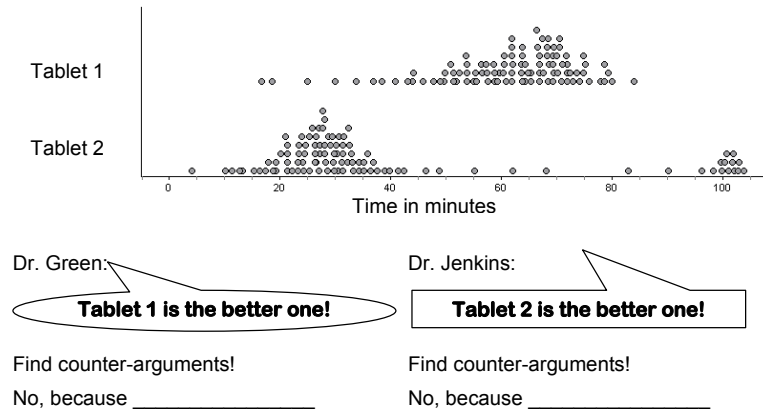 Tablet 1
Tablet 2
0 20 40 60 80 100
Time in minutes
Dr. Green:
Tablet 1 is the better one!
Find counter-arguments!
No, because __________________
Dr. Jenkins:
Tablet 2 is the better one!
Find counter-arguments!
No, because __________________